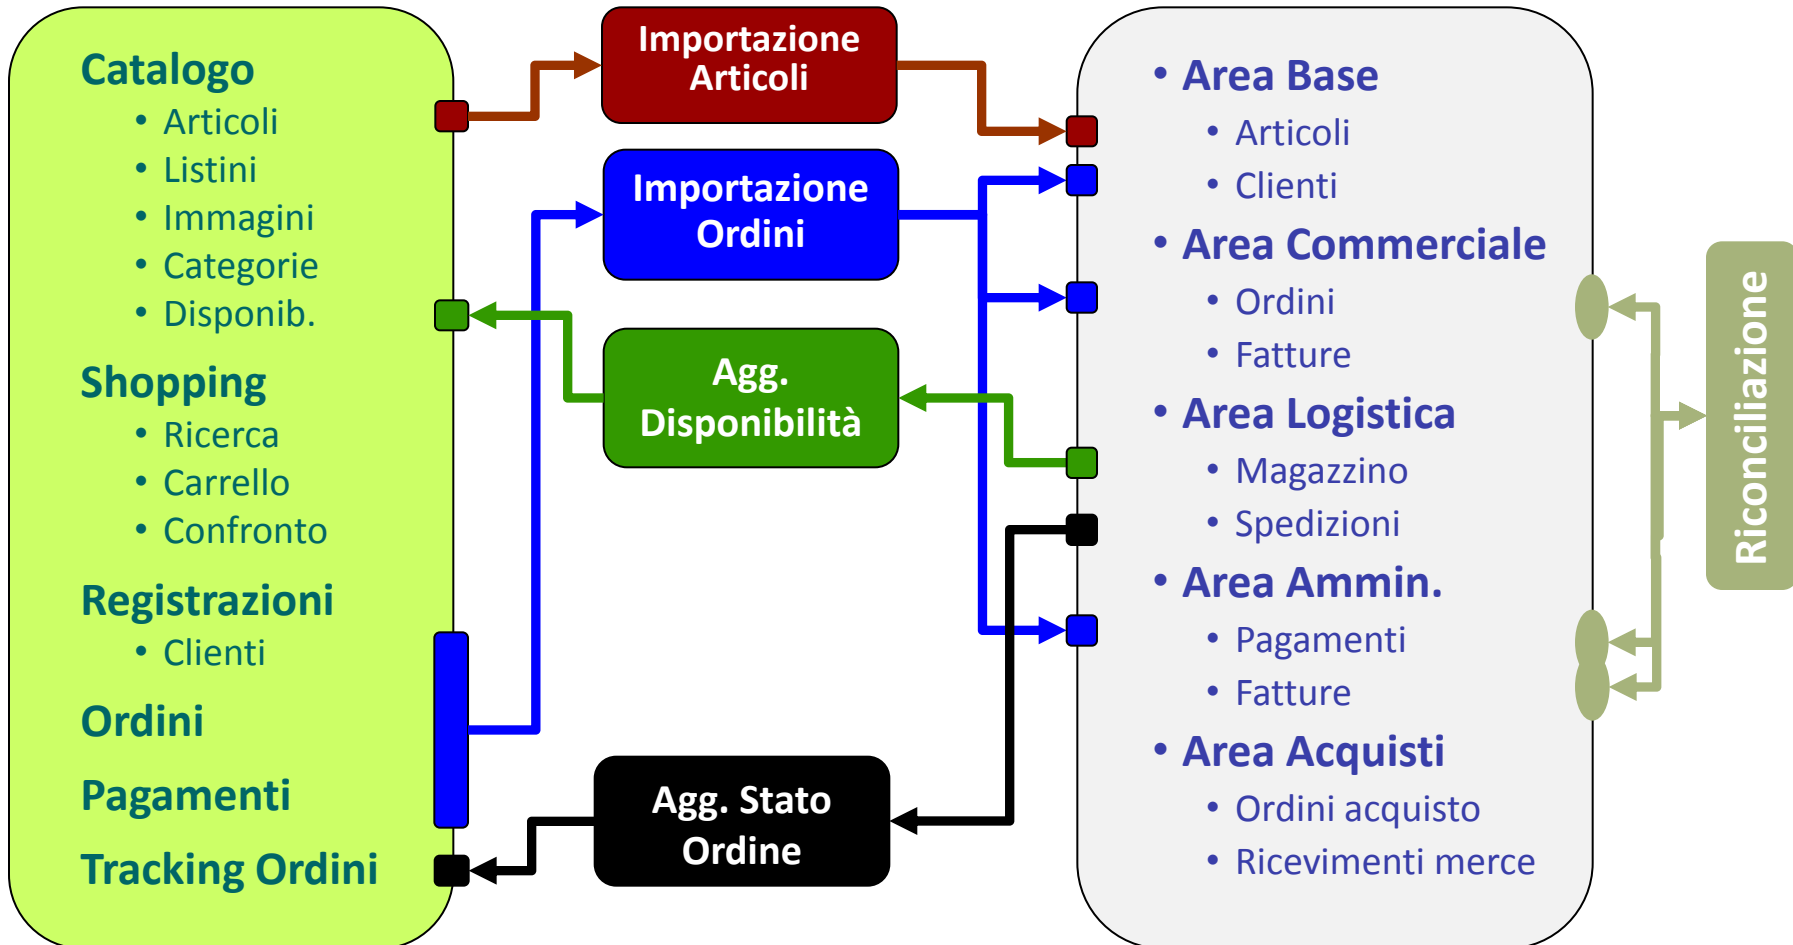 Catalogo
• Articoli
• Listini
• Immagini
• Categorie
• Disponib.
Shopping
• Ricerca
• Carrello
• Confronto
Registrazioni
• Clienti
Ordini
Pagamenti
Tracking Ordini
Importazione
Articoli
Importazione
Ordini
Agg.
Disponibilità
Agg. Stato
Ordine
• Area Base
• Articoli
• Clienti
• Area Commerciale
• Ordini
• Fatture
• Area Logistica
• Magazzino
• Spedizioni
• Area Ammin.
• Pagamenti
• Fatture
• Area Acquisti
• Ordini acquisto
• Ricevimenti merce
Riconciliazione